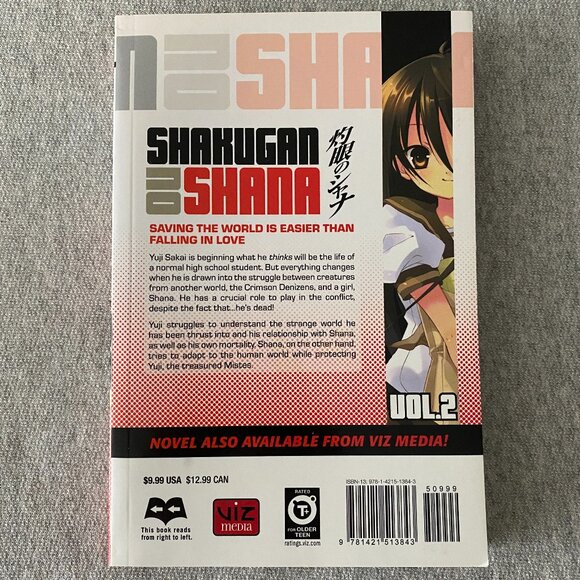 n no SHA
SHAKUGAN
no SHANA
灼眼のシャナ
SAVING THE WORLD IS EASIER THAN
FALLING IN LOVE
Yuji Sakai is beginning what he thinks will be the life of
a normal high school student. But everything changes
when he is drawn into the struggle between creatures
from another world, the Crimson Denizens, and a girl,
Shana. He has a crucial role to play in the conflict,
despite the fact that...he's dead!
Yuji struggles to understand the strange world he
has been thrust into and his relationship with Shana,
as well as his own mortality. Shana, on the other hand,
tries to adapt to the human world while protecting
Yuji, the treasured Mistes.
VOL.2
NOVEL ALSO AVAILABLE FROM VIZ MEDIA!
$9.99 USA $12.99 CAN
This book reads
from right to left.
viz
media
RATED
T+
FOR OLDER
TEEN
ratings.viz.com
ISBN-13: 978-1-4215-1384-3
50999
9 781421 513843